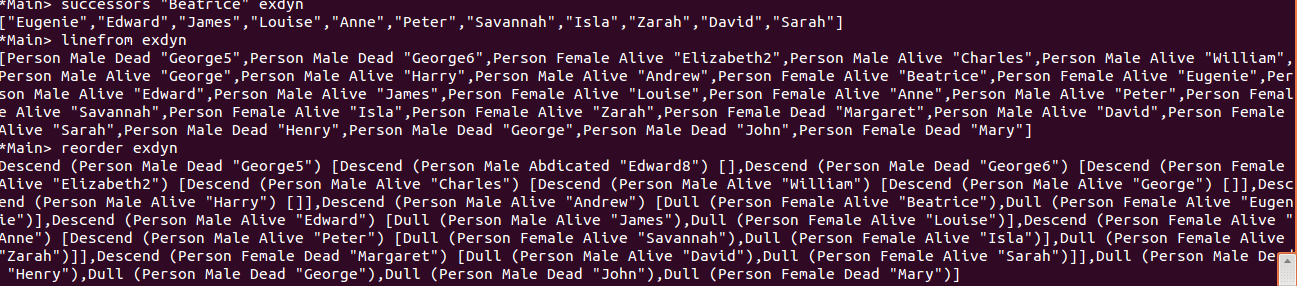 *Main> successors "Beatrice" exdyn
["Eugenie","Edward","James","Louise","Anne","Peter","Savannah","Isla","Zarah","David","Sarah"]
*Main> linefrom exdyn
[Person Male Dead "George5",Person Male Dead "George6",Person Female Alive "Elizabeth2",Person Male Alive "Charles",Person Male Alive "William",
Person Male Alive "George",Person Male Alive "Harry",Person Male Alive "Andrew",Person Female Alive "Beatrice",Person Female Alive "Eugenie",Per
son Male Alive "Edward",Person Male Alive "James",Person Female Alive "Louise",Person Female Alive "Anne",Person Male Alive "Peter",Person Femal
e Alive "Savannah",Person Female Alive "Isla",Person Female Alive "Zarah",Person Female Dead "Margaret",Person Male Alive "David",Person Female
Alive "Sarah",Person Male Dead "Henry",Person Male Dead "George",Person Male Dead "John",Person Female Dead "Mary"]
*Main> reorder exdyn
Descend (Person Male Dead "George5") [Descend (Person Male Abdicated "Edward8") [],Descend (Person Male Dead "George6") [Descend (Person Female
Alive "Elizabeth2") [Descend (Person Male Alive "Charles") [Descend (Person Male Alive "William") [Descend (Person Male Alive "George") []],Desc
end (Person Male Alive "Harry") []],Descend (Person Male Alive "Andrew") [Dull (Person Female Alive "Beatrice"),Dull (Person Female Alive "Eugen
ie")],Descend (Person Male Alive "Edward") [Dull (Person Male Alive "James"),Dull (Person Female Alive "Louise")],Descend (Person Female Alive "
Anne") [Descend (Person Male Alive "Peter") [Dull (Person Female Alive "Savannah"),Dull (Person Female Alive "Isla")],Dull (Person Female Alive
"Zarah")]],Descend (Person Female Dead "Margaret") [Dull (Person Male Alive "David"),Dull (Person Female Alive "Sarah")]],Dull (Person Male De
"Henry"),Dull (Person Male Dead "George"),Dull (Person Male Dead "John"),Dull (Person Female Dead "Mary")]